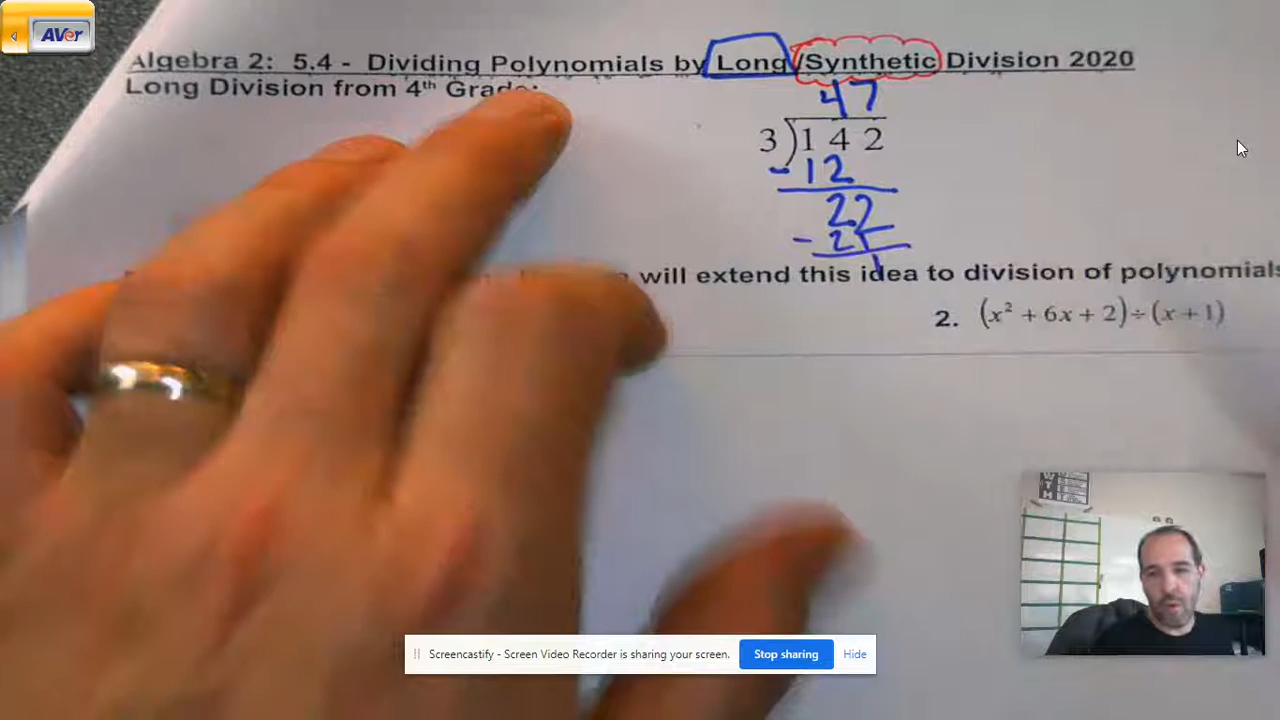 AVer
Algebra 2: 5.4 - Dividing Polynomials by Long/Synthetic Division 2020
Long Division from 4th Grade:
47
3)142
-12
22
-21
1
will extend this idea to division of polynomials
2. (x² + 6x + 2) ÷ (x + 1)
Screencastify - Screen Video Recorder is sharing your screen. Stop sharing Hide